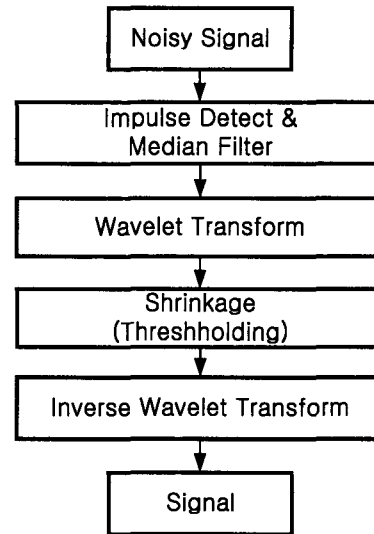 Noisy Signal
Impulse Detect &
Median Filter
Wavelet Transform
Shrinkage
(Threshholding)
Inverse Wavelet Transform
Signal